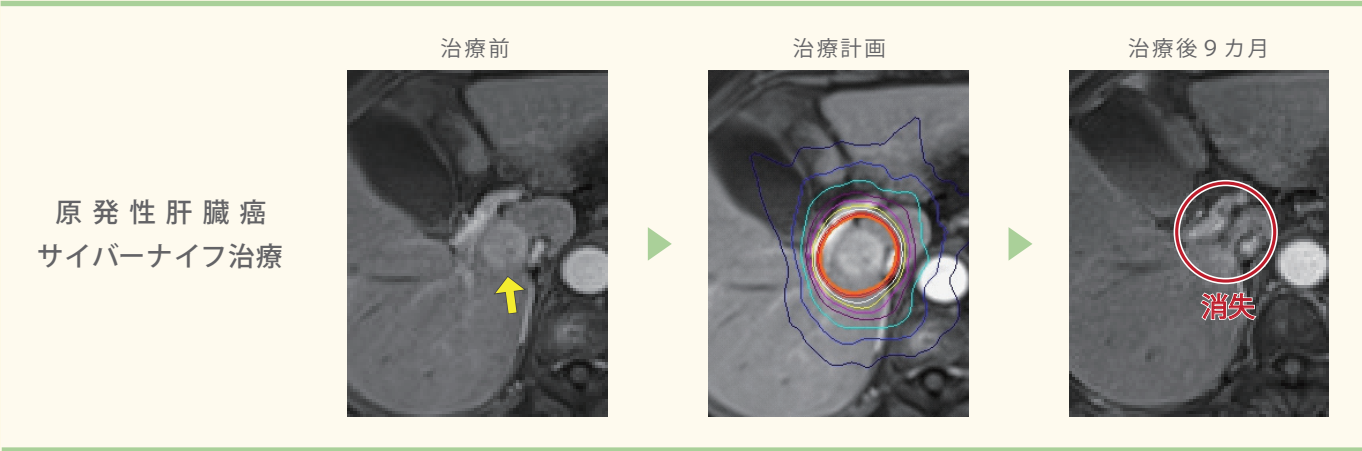 治療前
治療計画
治療後９カ月
原発性肝臓癌
サイバーナイフ治療
消失